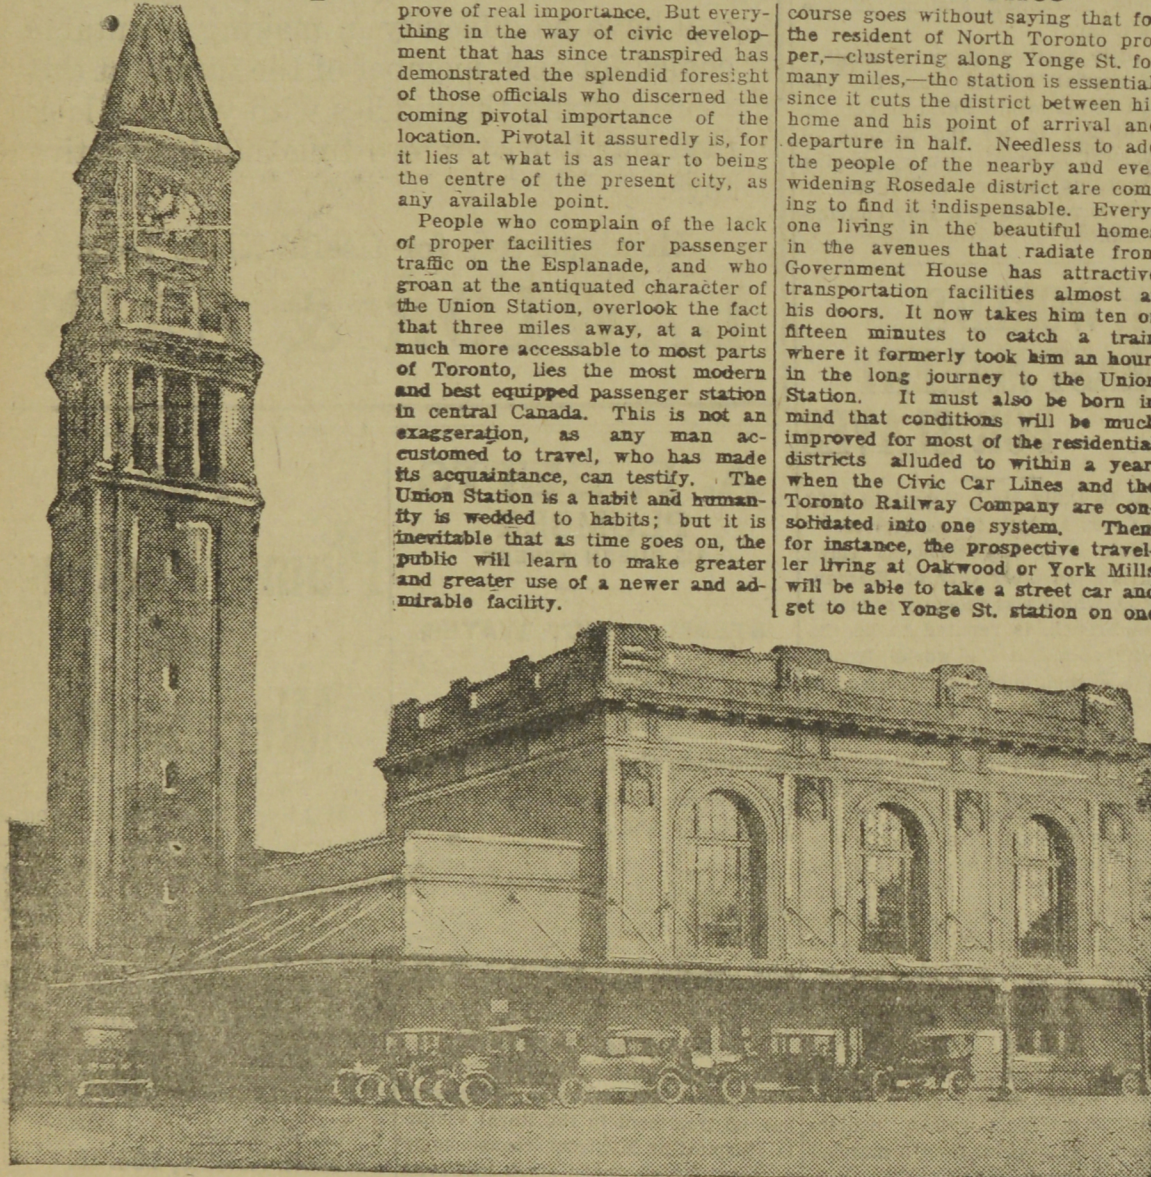 prove of real importance. But every-
thing in the way of civic develop-
ment that has since transpired has
demonstrated the splendid foresight
of those officials who discerned the
coming pivotal importance of the
location. Pivotal it assuredly is, for
it lies at what is as near to being
the centre of the present city, as
any available point.
People who complain of the lack
of proper facilities for passenger
traffic on the Esplanade, and who
groan at the antiquated character of
the Union Station, overlook the fact
that three miles away, at a point
much more accessable to most parts
of Toronto, lies the most modern
and best equipped passenger station
in central Canada. This is not an
exaggeration, as any man ac-
customed to travel, who has made
its acquaintance, can testify. The
Union Station is a habit and human-
ity is wedded to habits; but it is
inevitable that as time goes on, the
public will learn to make greater
and greater use of a newer and ad-
mirable facility.
course goes without saying that fo
the resident of North Toronto pro
per,—clustering along Yonge St. fo
many miles,—the station is essential
since it cuts the district between hi
home and his point of arrival an
departure in half. Needless to ad
the people of the nearby and eve
widening Rosedale district are com
ing to find it indispensable. Every
one living in the beautiful home
in the avenues that radiate from
Government House has attractive
transportation facilities almost a
his doors. It now takes him ten o
fifteen minutes to catch a train
where it formerly took him an hour
in the long journey to the Union
Station. It must also be born in
mind that conditions will be much
improved for most of the residentia
districts alluded to within a year
when the Civic Car Lines and the
Toronto Railway Company are con
solidated into one system. Then
for instance, the prospective travel-
ler living at Oakwood or York Mills
will be able to take a street car and
get to the Yonge St. station on one